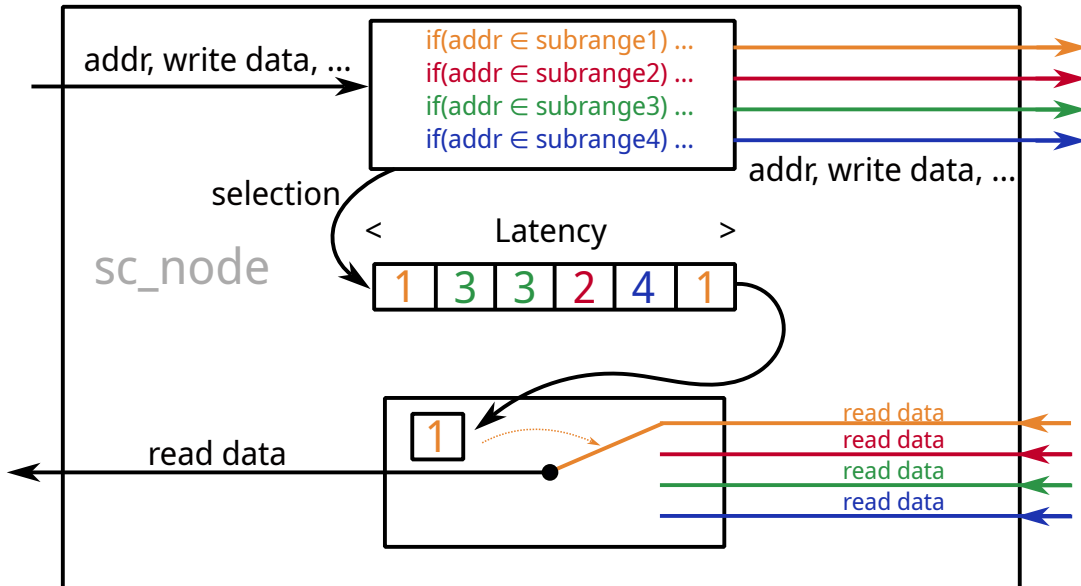 if(addr ∈ subrange1) ...
addr, write data, ...
if(addr ∈ subrange2) ...
if(addr ∈ subrange3) ...
if(addr ∈ subrange4) ...
addr, write data, ...
selection
< Latency >
sc_node
1 3 3 2 4 1
read data
1
read data
read data
read data
read data